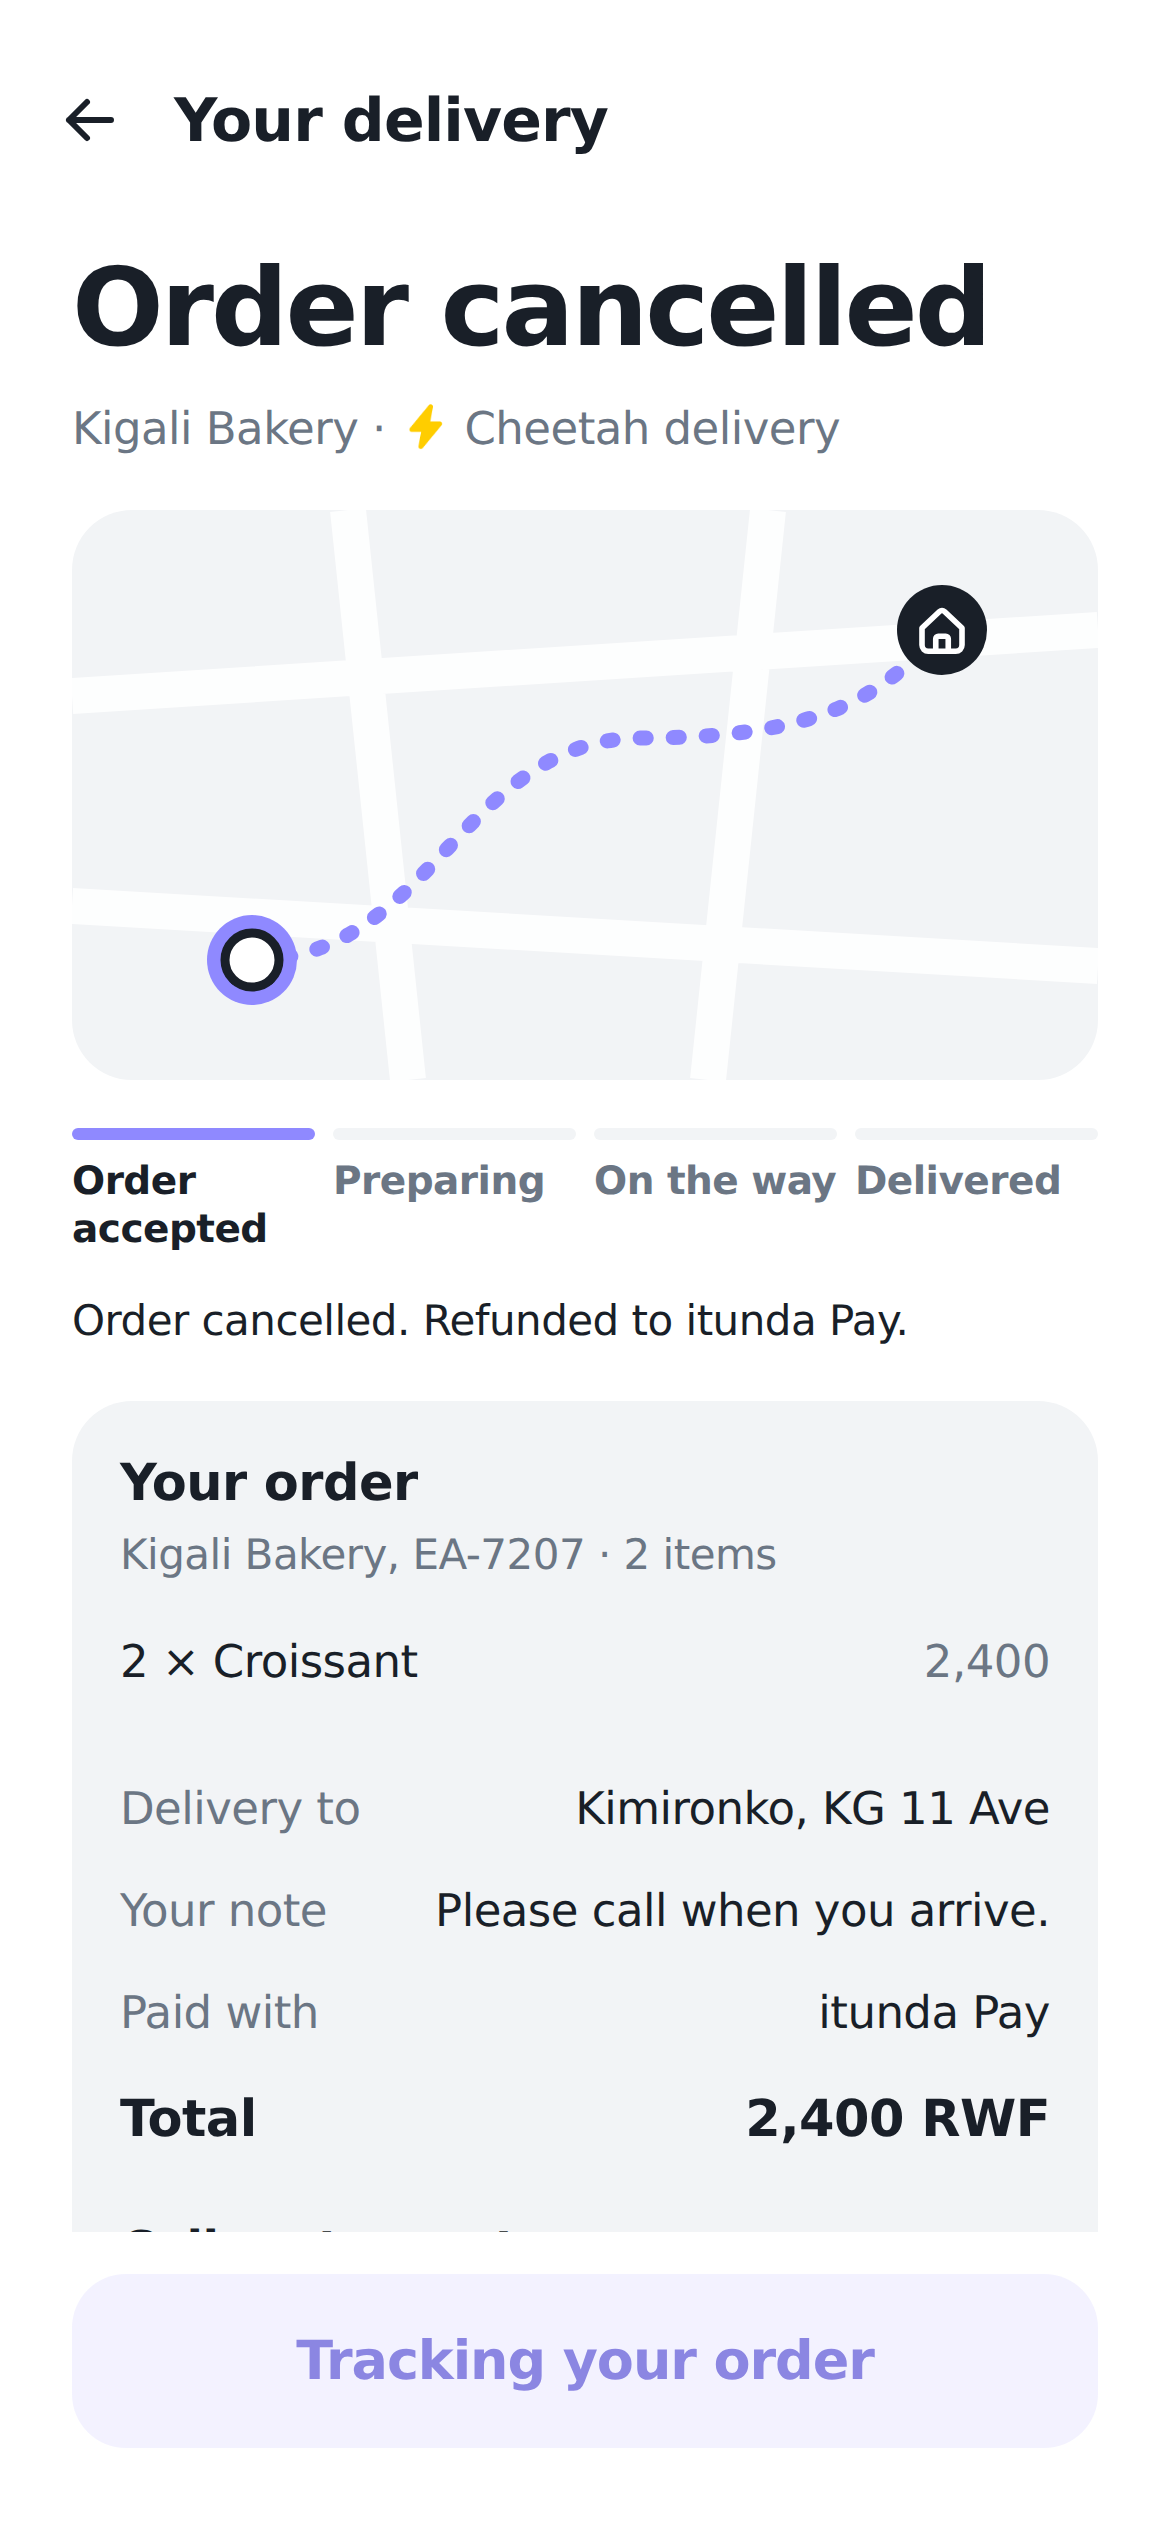 Your delivery
Order cancelled
Kigali Bakery · Cheetah delivery
Order accepted
Preparing
On the way
Delivered
Order cancelled. Refunded to itunda Pay.
Your order
Kigali Bakery, EA-7207 · 2 items
2 × Croissant 2,400
Delivery to Kimironko, KG 11 Ave
Your note Please call when you arrive.
Paid with itunda Pay
Total 2,400 RWF
Tracking your order